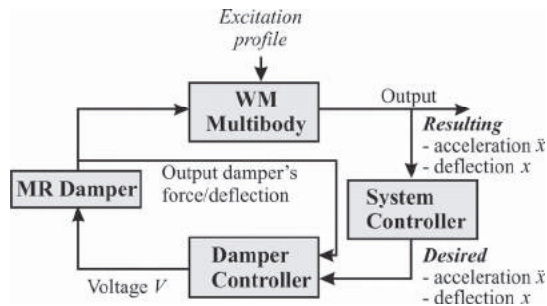 Excitation
profile
WM
Multibody
Output
Resulting
- acceleration ẍ
- deflection x
Output damper's
force/deflection
MR Damper
System
Controller
Damper
Controller
Voltage V
Desired
- acceleration ẍ
- deflection x